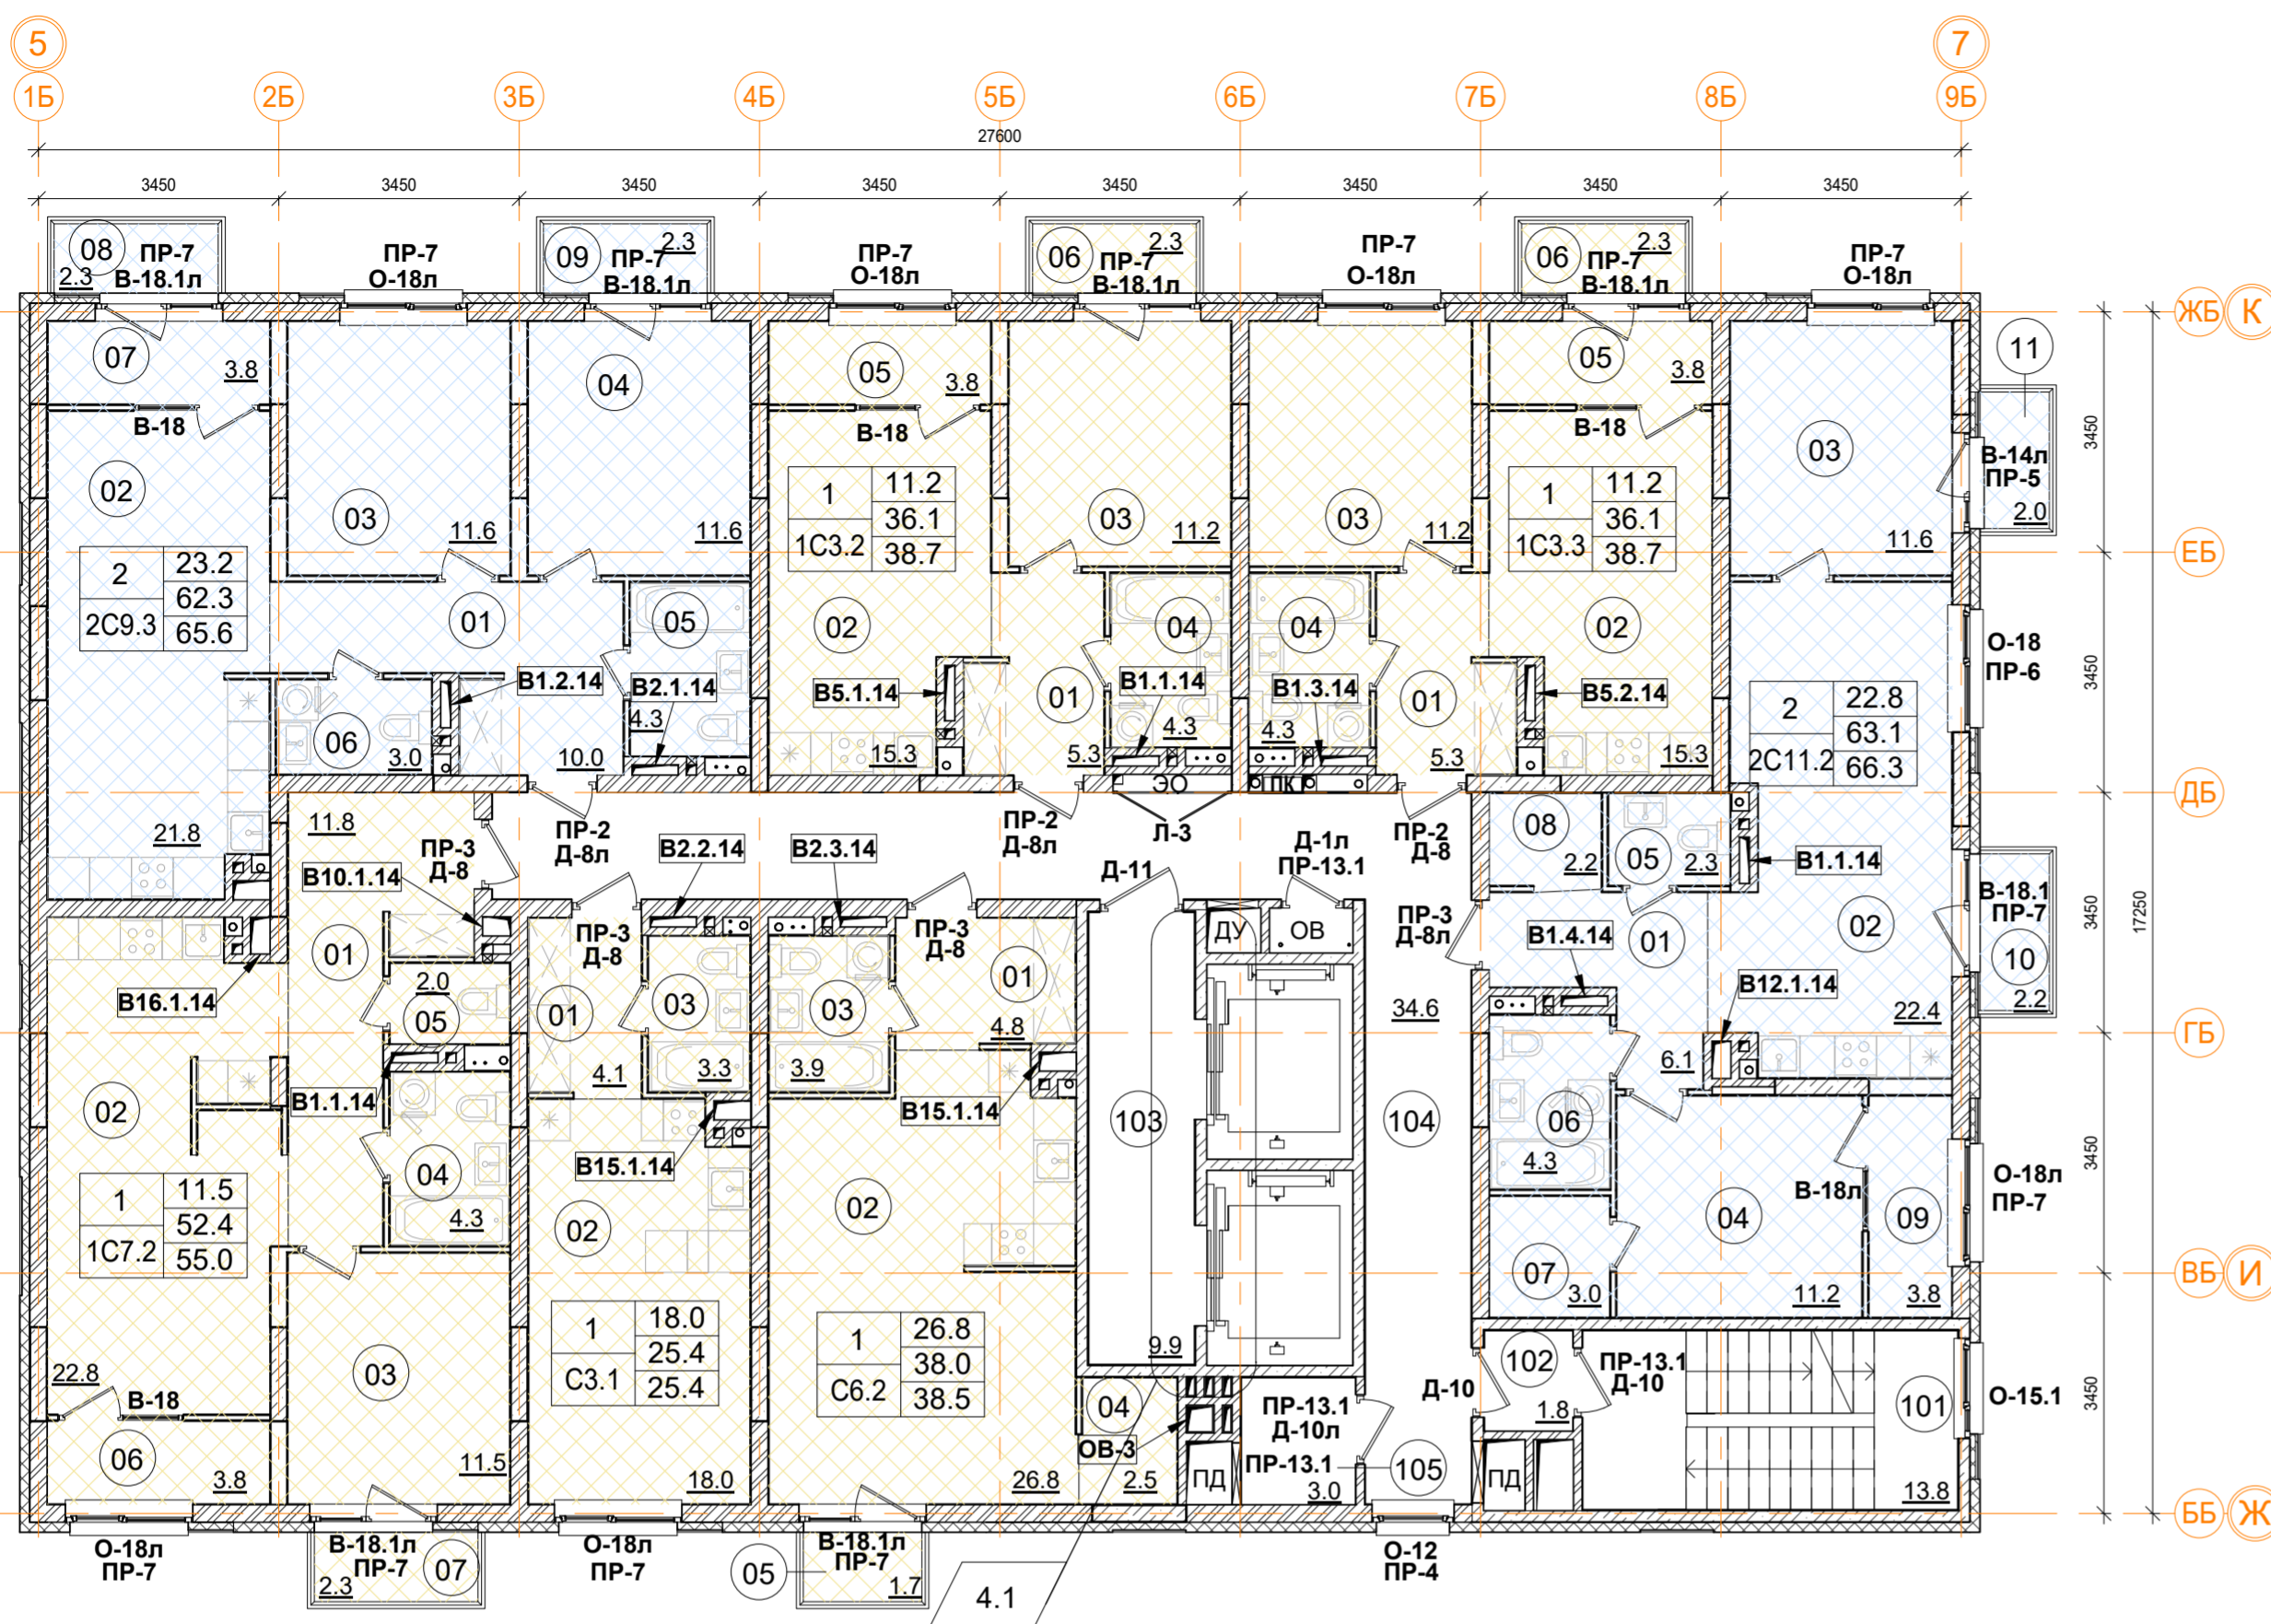 5
7
1Б 2Б 3Б 4Б 5Б 6Б 7Б 8Б 9Б
27600
3450 3450 3450 3450 3450 3450 3450 3450
08 ПР-7 2.3 В-18.1л
ПР-7 О-18л
09 ПР-7 2.3 В-18.1л
ПР-7 О-18л
06 ПР-7 2.3 В-18.1л
ПР-7 О-18л
06 ПР-7 2.3 В-18.1л
ПР-7 О-18л
ЖБ К
07 3.8
В-18
02
2 23.2
62.3
2С9.3 65.6
21.8
03 11.6
04 11.6
01 10.0
05 4.3
06 3.0
В1.2.14
В2.1.14
05 3.8
В-18
1 11.2
36.1
1С3.2 38.7
02 15.3
В5.1.14
03 11.2
01 5.3
04 4.3
В1.1.14
03 11.2
04 4.3
В1.3.14
01 5.3
05 3.8
В-18
1 11.2
36.1
1С3.3 38.7
02 15.3
В5.2.14
03 11.6
11
В-14л
ПР-5
2.0
3450
ЕБ
О-18
ПР-6
2 22.8
63.1
2С11.2 66.3
3450
17250
ДБ
ЭО
ПК
Л-3
11.8
ПР-3
Д-8
ПР-2
Д-8л
В2.2.14
В2.3.14
ПР-2
Д-8л
Д-11
Д-1л
ПР-13.1
ПР-2
Д-8
08 2.2
05 2.3
В1.1.14
В-18.1
ПР-7
10
2.2
3450
В10.1.14
01
В16.1.14
ПР-3
Д-8
ПР-3
Д-8
ДУ
ОВ
ПР-3
Д-8л
В1.4.14
01
02
В12.1.14
22.4
6.1
ГБ
2.0
05
В1.1.14
02
1 11.5
52.4
1С7.2 55.0
04
4.3
22.8
В-18
06
3.8
03
11.5
01
4.1
03
3.3
В15.1.14
02
1 18.0
25.4
С3.1 25.4
18.0
03
3.9
01
4.8
В15.1.14
02
1 26.8
38.0
С6.2 38.5
26.8
103
9.9
104
34.6
06
4.3
07
3.0
04
11.2
В-18л
09
3.8
О-18л
ПР-7
3450
ВБ И
04
2.5
ОВ-3
ПД
ПР-13.1
Д-10л
ПР-13.1
3.0
105
Д-10
102
1.8
ПР-13.1
Д-10
ПД
101
13.8
О-15.1
3450
ББ Ж
О-18л
ПР-7
В-18.1л
ПР-7
07
2.3
О-18л
ПР-7
05
В-18.1л
ПР-7
1.7
О-12
ПР-4
4.1